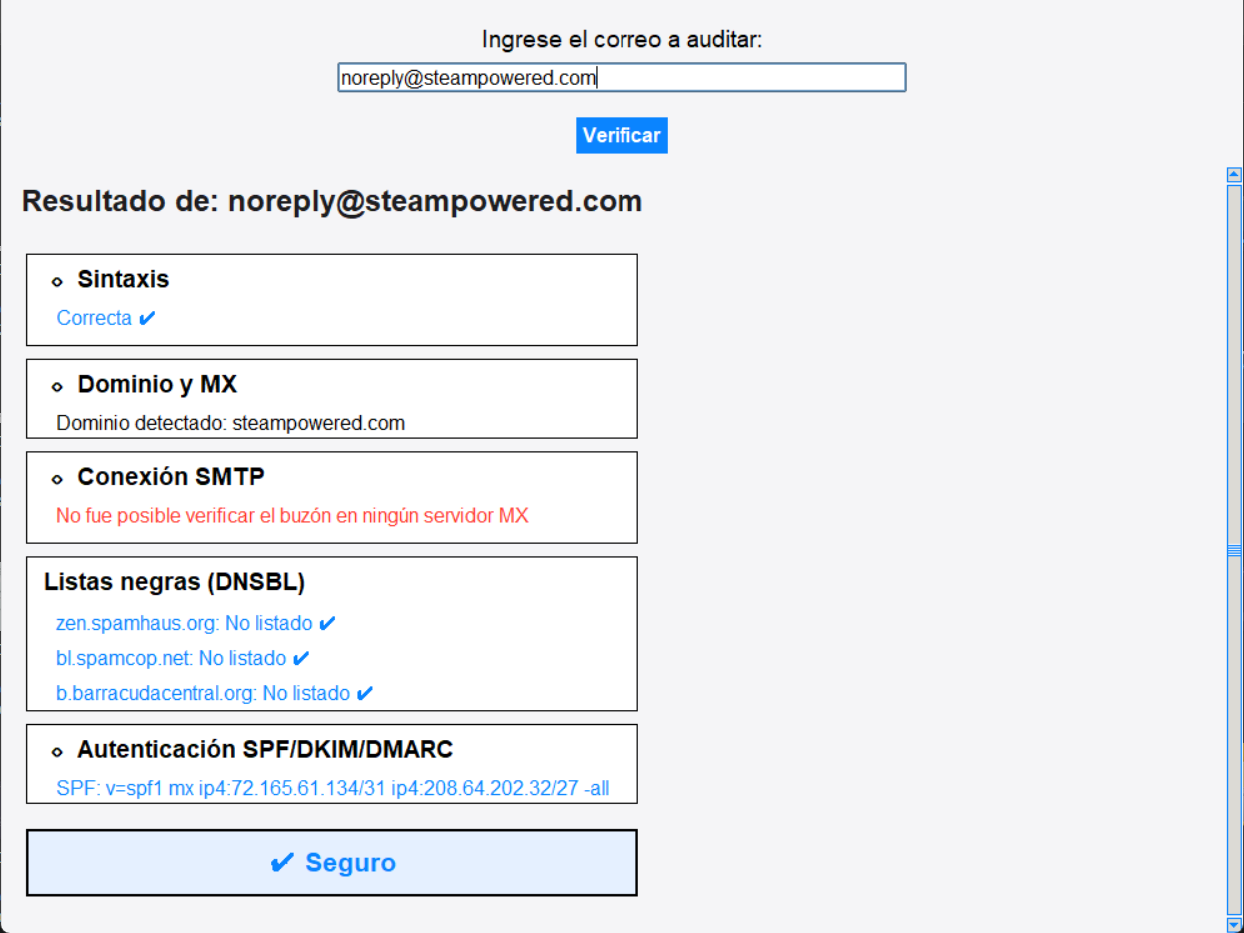 Ingrese el correo a auditar:
noreply@steampowered.com
Verificar
Resultado de: noreply@steampowered.com
Sintaxis
Correcta ✔
Dominio y MX
Dominio detectado: steampowered.com
Conexión SMTP
No fue posible verificar el buzón en ningún servidor MX
Listas negras (DNSBL)
zen.spamhaus.org: No listado ✔
bl.spamcop.net: No listado ✔
b.barracudacentral.org: No listado ✔
Autenticación SPF/DKIM/DMARC
SPF: v=spf1 mx ip4:72.165.61.134/31 ip4:208.64.202.32/27 -all
✔ Seguro